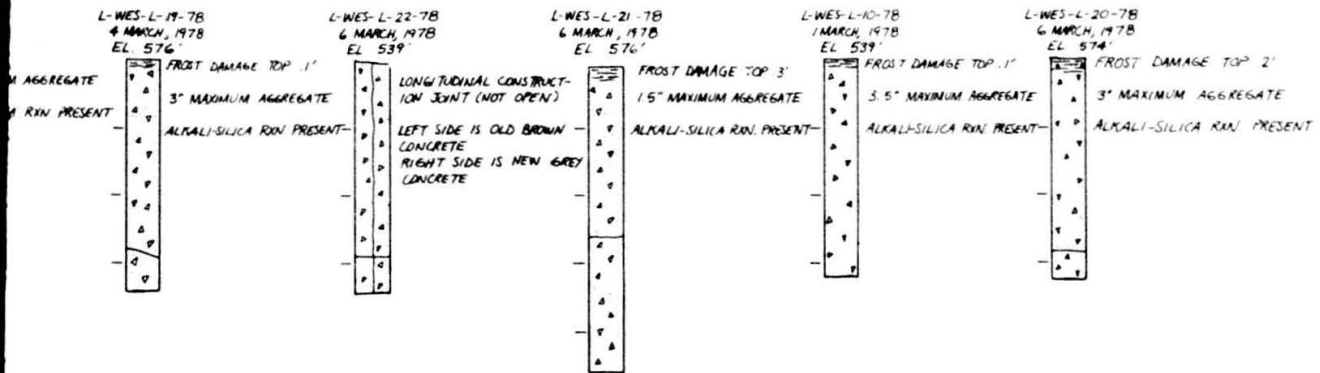 M AGGREGATE
RXN PRESENT
L-WES-L-19-78
4 MARCH, 1978
EL. 576'
FROST DAMAGE TOP .1'
3" MAXIMUM AGGREGATE
ALKALI-SILICA RXN PRESENT
L-WES-L-22-78
6 MARCH, 1978
EL 539'
LONGITUDINAL CONSTRUCT-
ION JOINT (NOT OPEN)
LEFT SIDE IS OLD BROWN
CONCRETE
RIGHT SIDE IS NEW GREY
CONCRETE
L-WES-L-21-78
6 MARCH, 1978
EL. 576'
FROST DAMAGE TOP .3'
1.5" MAXIMUM AGGREGATE
ALKALI-SILICA RXN. PRESENT
L-WES-L-10-78
1 MARCH, 1978
EL. 539'
FROST DAMAGE TOP .1'
3.5" MAXIMUM AGGREGATE
ALKALI-SILICA RXN PRESENT
L-WES-L-20-78
6 MARCH, 1978
EL 574'
FROST DAMAGE TOP .2'
3" MAXIMUM AGGREGATE
ALKALI-SILICA RXN PRESENT